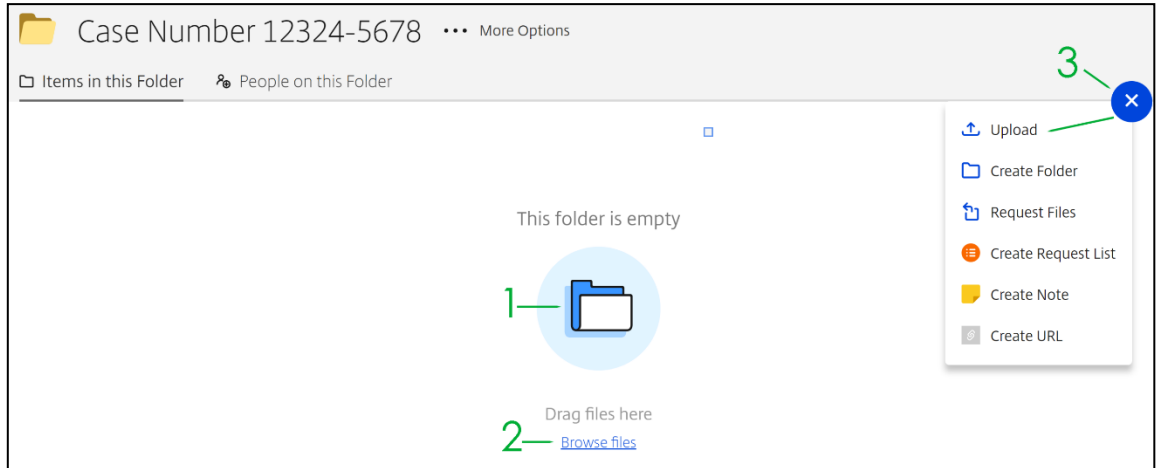 Case Number 12324-5678 ••• More Options
3
Items in this Folder People on this Folder
Upload
Create Folder
Request Files
Create Request List
Create Note
Create URL
This folder is empty
1
Drag files here
2 Browse files